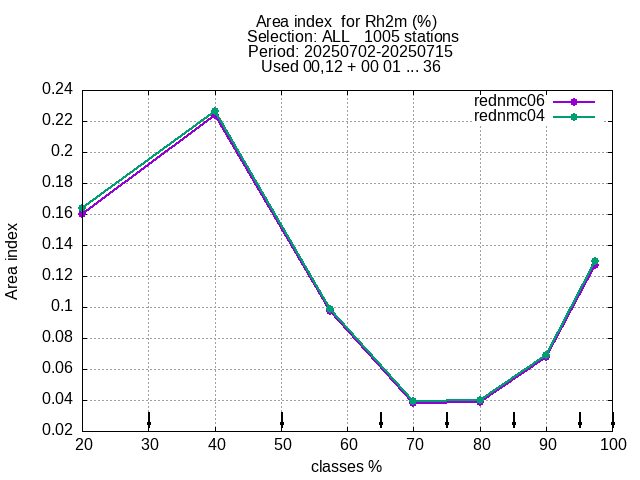 Area index  for Rh2m (%)
Selection: ALL   1005 stations
Period: 20250702-20250715
Used 00,12 + 00 01 ... 36
rednmc06
rednmc04
Area index
0.24
0.22
0.2
0.18
0.16
0.14
0.12
0.1
0.08
0.06
0.04
0.02
20 30 40 50 60 70 80 90 100
classes %